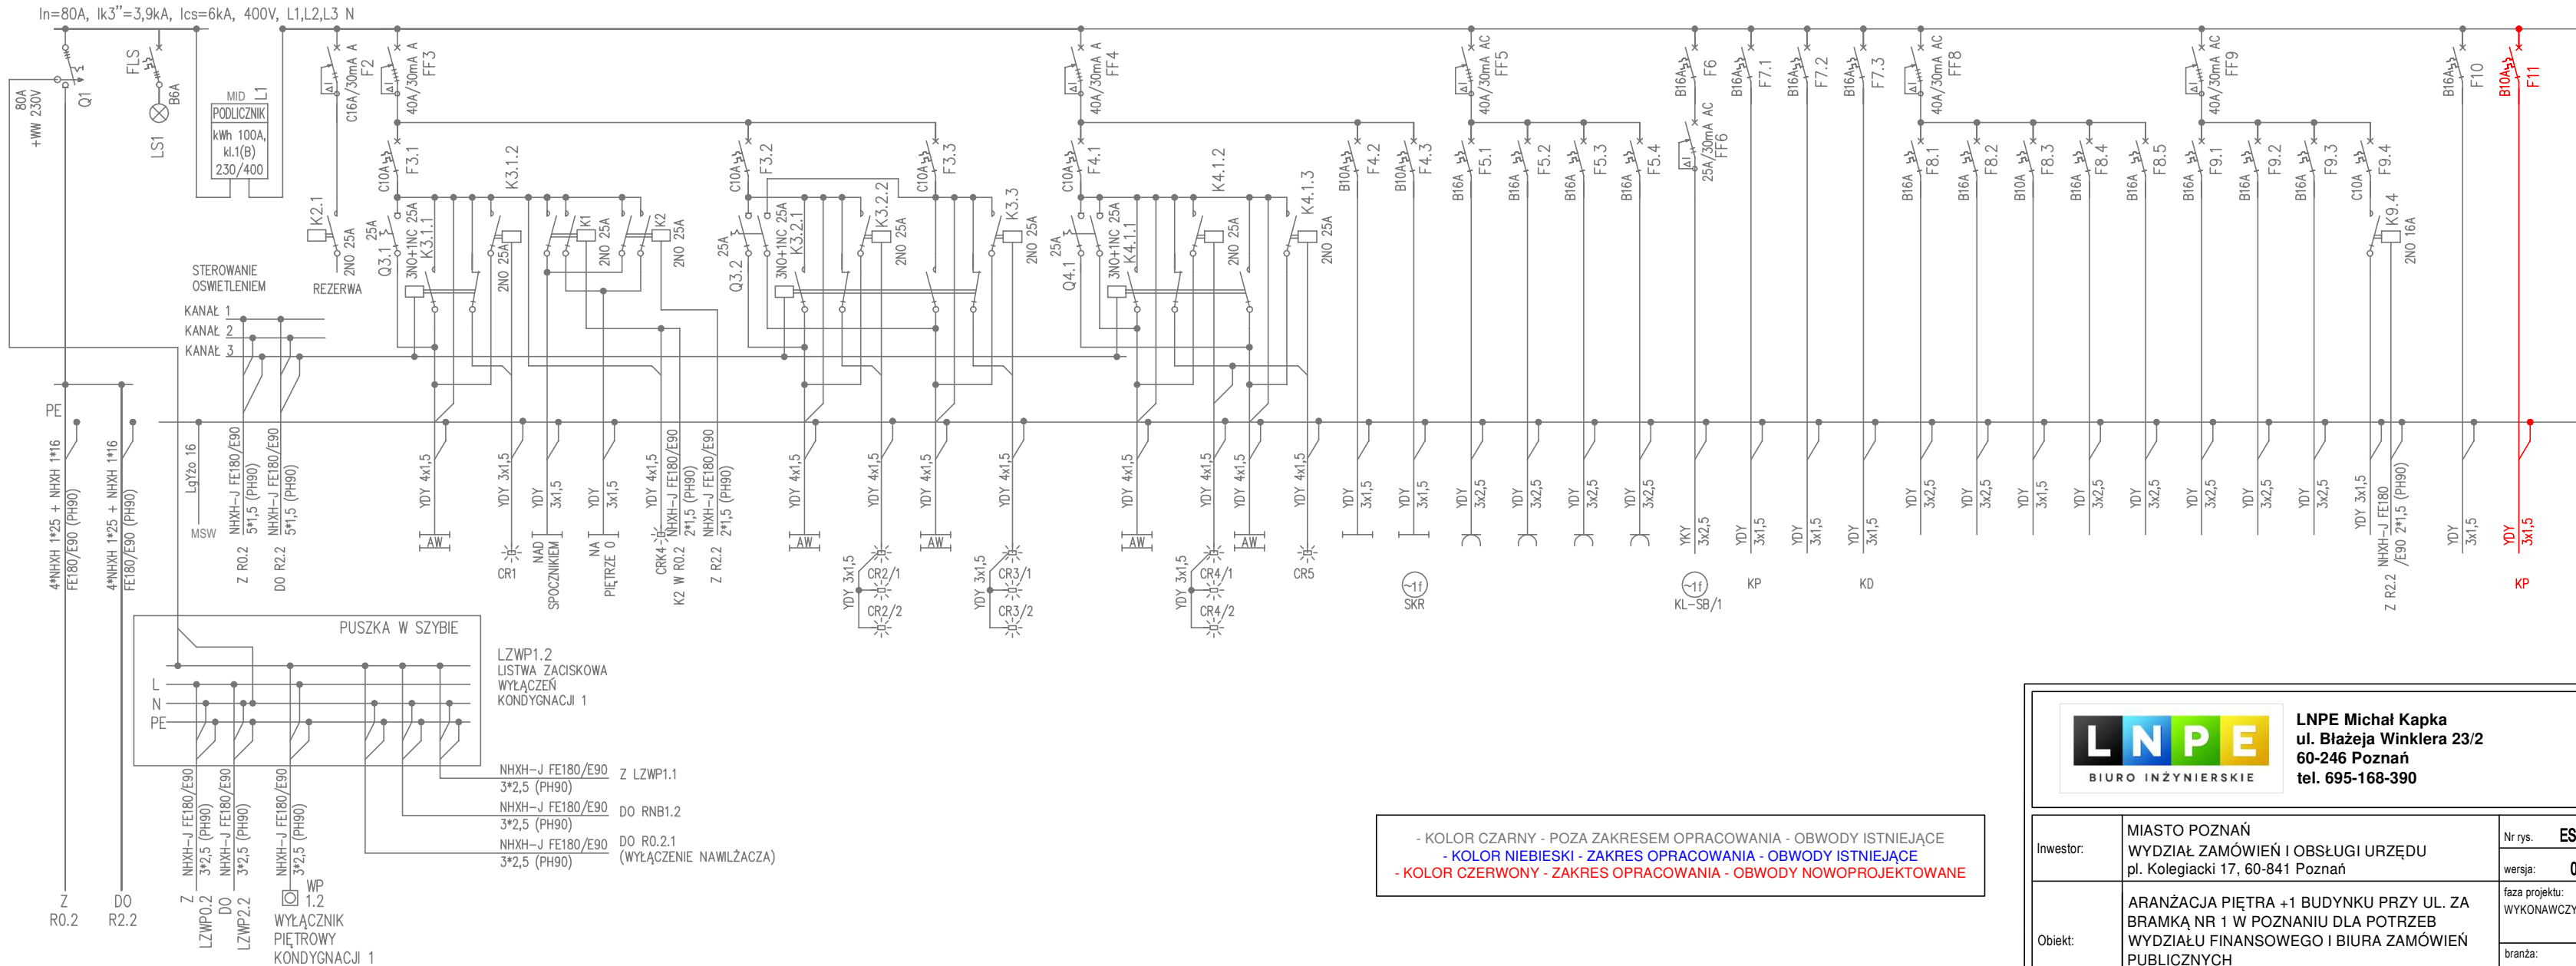 In=80A, Ik3''=3,9kA, Ics=6kA, 400V, L1,L2,L3 N
80A
+WW 230V
Q1
FLS
B6A
LS1
MID L1
PODLICZNIK
kWh 100A,
kl.1(B)
230/400
F2
C16A/30mA A
K2.1
2NO 25A
REZERWA
FF3
40A/30mA A
F3.1
C10A
25A
Q3.1
3NO+1NC 25A
K3.1.1
K3.1.2
2NO 25A
K1
2NO 25A
K2
2NO 25A
F3.2
C10A
25A
Q3.2
3NO+1NC 25A
K3.2.1
K3.2.2
2NO 25A
F3.3
C10A
K3.3
2NO 25A
FF4
40A/30mA A
F4.1
C10A
25A
Q4.1
3NO+1NC 25A
K4.1.1
K4.1.2
2NO 25A
K4.1.3
2NO 25A
F4.2
B10A
F4.3
B10A
FF5
40A/30mA AC
F5.1
B16A
F5.2
B16A
F5.3
B16A
F5.4
B16A
F6
B16A
25A/30mA AC
FF6
F7.1
B16A
F7.2
B16A
F7.3
B16A
FF8
40A/30mA AC
F8.1
B16A
F8.2
B16A
F8.3
B10A
F8.4
B16A
F8.5
B16A
FF9
40A/30mA AC
F9.1
B16A
F9.2
B16A
F9.3
B16A
F9.4
C10A
K9.4
2NO 16A
F10
B16A
F11
B10A
STEROWANIE
OSWIETLENIEM
KANAŁ 1
KANAŁ 2
KANAŁ 3
PE
4*NHXH 1*25 + NHXH 1*16
FE180/E90 (PH90)
4*NHXH 1*25 + NHXH 1*16
FE180/E90 (PH90)
LgYżo 16
MSW
NHXH-J FE180/E90
5*1,5 (PH90)
Z R0.2
NHXH-J FE180/E90
5*1,5 (PH90)
DO R2.2
YDY 4x1,5
AW
YDY 3x1,5
CR1
YDY
3x1,5
NAD
SPOCZNIKIEM
YDY
3x1,5
NA
PIĘTRZE 0
YDY 4x1,5
CRK4
NHXH-J FE180/E90
2*1,5 (PH90)
K2 W R0.2
NHXH-J FE180/E90
2*1,5 (PH90)
Z R2.2
YDY 4x1,5
AW
YDY 4x1,5
YDY 3x1,5
CR2/1
CR2/2
YDY 4x1,5
AW
YDY 4x1,5
YDY 3x1,5
CR3/1
CR3/2
YDY 4x1,5
AW
YDY 4x1,5
YDY 3x1,5
CR4/1
CR4/2
YDY 4x1,5
AW
YDY 4x1,5
CR5
YDY
3x1,5
YDY
3x1,5
~1f
SKR
YDY
3x2,5
YDY
3x2,5
YDY
3x2,5
YDY
3x2,5
YKY
3x2,5
~1f
KL-SB/1
YDY
3x1,5
KP
YDY
3x1,5
YDY
3x1,5
KD
YDY
3x2,5
YDY
3x2,5
YDY
3x1,5
YDY
3x2,5
YDY
3x2,5
YDY
3x2,5
YDY
3x2,5
YDY
3x2,5
YDY 3x1,5
NHXH-J FE180
/E90 2*1,5 (PH90)
Z R2.2
YDY
3x1,5
YDY
3x1,5
KP
PUSZKA W SZYBIE
L
N
PE
LZWP1.2
LISTWA ZACISKOWA
WYŁĄCZEŃ
KONDYGNACJI 1
NHXH-J FE180/E90
3*2,5 (PH90)
Z LZWP1.1
NHXH-J FE180/E90
3*2,5 (PH90)
DO RNB1.2
NHXH-J FE180/E90
3*2,5 (PH90)
DO R0.2.1
(WYŁĄCZENIE NAWILŻACZA)
NHXH-J FE180/E90
3*2,5 (PH90)
Z
LZWP0.2
NHXH-J FE180/E90
3*2,5 (PH90)
DO
LZWP2.2
NHXH-J FE180/E90
3*2,5 (PH90)
WP
1.2
WYŁĄCZNIK
PIĘTROWY
KONDYGNACJI 1
Z
R0.2
DO
R2.2
- KOLOR CZARNY - POZA ZAKRESEM OPRACOWANIA - OBWODY ISTNIEJĄCE
- KOLOR NIEBIESKI - ZAKRES OPRACOWANIA - OBWODY ISTNIEJĄCE
- KOLOR CZERWONY - ZAKRES OPRACOWANIA - OBWODY NOWOPROJEKTOWANE
LNPE
BIURO INŻYNIERSKIE
LNPE Michał Kapka
ul. Błażeja Winklera 23/2
60-246 Poznań
tel. 695-168-390
Inwestor:
MIASTO POZNAŃ
WYDZIAŁ ZAMÓWIEŃ I OBSŁUGI URZĘDU
pl. Kolegiacki 17, 60-841 Poznań
Nr rys. ES
wersja: 0
faza projektu:
WYKONAWCZY
Obiekt:
ARANŻACJA PIĘTRA +1 BUDYNKU PRZY UL. ZA
BRAMKĄ NR 1 W POZNANIU DLA POTRZEB
WYDZIAŁU FINANSOWEGO I BIURA ZAMÓWIEŃ
PUBLICZNYCH
branża: